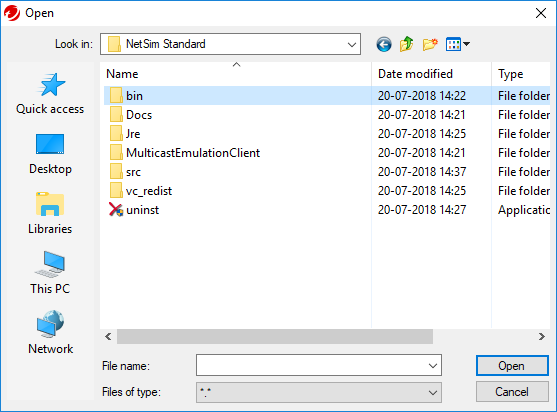 Open
Look in: NetSim Standard
Name Date modified Type
bin 20-07-2018 14:22 File folder
Docs 20-07-2018 14:21 File folder
Jre 20-07-2018 14:25 File folder
MulticastEmulationClient 20-07-2018 14:21 File folder
src 20-07-2018 14:37 File folder
vc_redist 20-07-2018 14:25 File folder
uninst 20-07-2018 14:27 Applicatio
Quick access
Desktop
Libraries
This PC
Network
File name: Open
Files of type: *.* Cancel